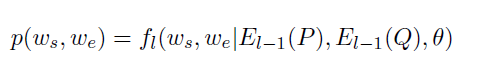 p(w_s, w_e) = f_l(w_s, w_e|E_{l−1}(P), E_{l−1}(Q), θ)